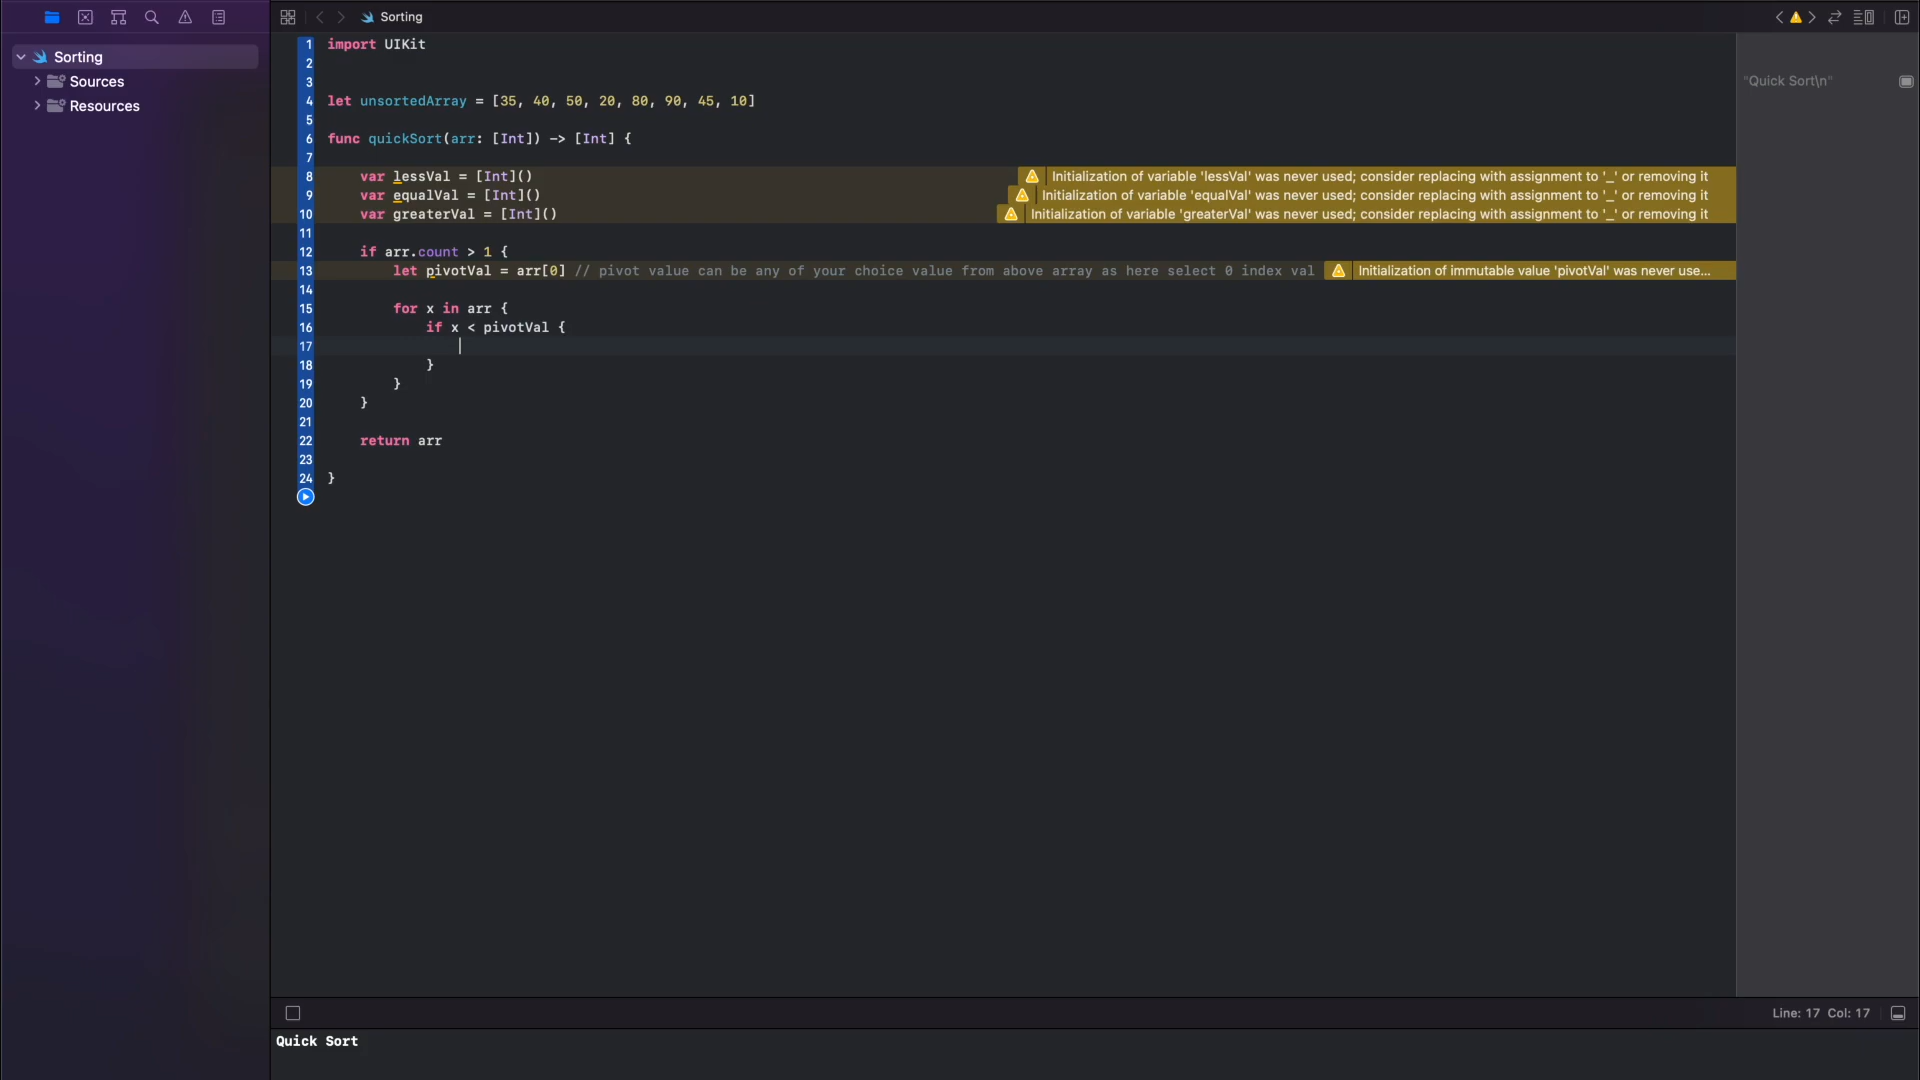 Sorting
Sorting
Sources
Resources
1 import UIKit
2
3
4 let unsortedArray = [35, 40, 50, 20, 80, 90, 45, 10]
5
6 func quickSort(arr: [Int]) -> [Int] {
7
8 var lessVal = [Int]() Initialization of variable 'lessVal' was never used; consider replacing with assignment to '_' or removing it
9 var equalVal = [Int]() Initialization of variable 'equalVal' was never used; consider replacing with assignment to '_' or removing it
10 var greaterVal = [Int]() Initialization of variable 'greaterVal' was never used; consider replacing with assignment to '_' or removing it
11
12 if arr.count > 1 {
13 let pivotVal = arr[0] // pivot value can be any of your choice value from above array as here select 0 index val Initialization of immutable value 'pivotVal' was never use...
14
15 for x in arr {
16 if x < pivotVal {
17
18 }
19 }
20 }
21
22 return arr
23
24 }
"Quick Sort\n"
Line: 17 Col: 17
Quick Sort